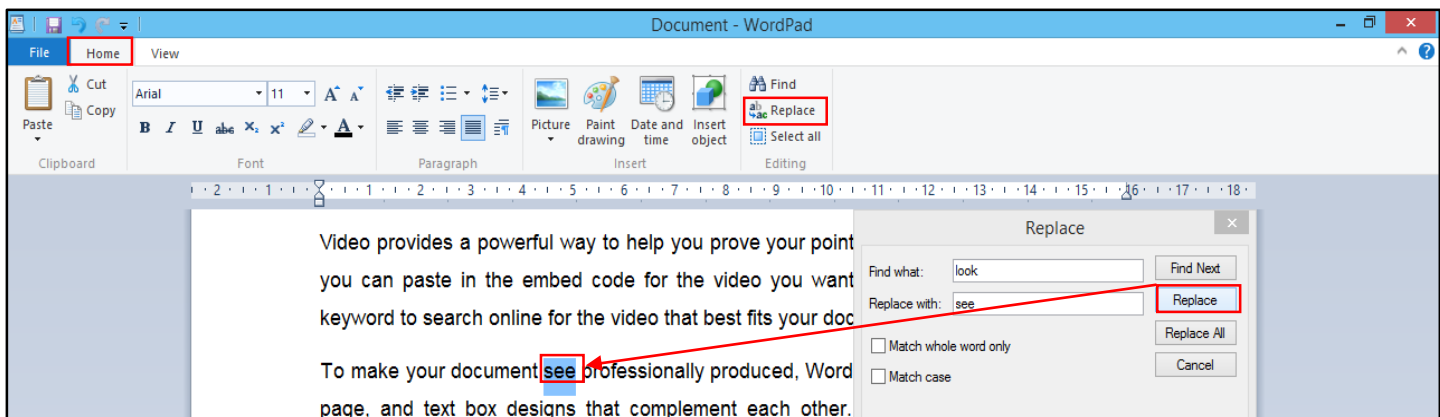 Document - WordPad
File Home View
Paste
Cut
Copy
Clipboard
Arial 11 A A
B I U abc X₂ x² A
Font
Paragraph
Picture Paint drawing Date and time Insert object
Insert
Find
Replace
Select all
Editing
2 1 1 2 3 4 5 6 7 8 9 10 11 12 13 14 15 16 17 18
Video provides a powerful way to help you prove your point
you can paste in the embed code for the video you want
keyword to search online for the video that best fits your doc
To make your document see professionally produced, Word
page, and text box designs that complement each other.
Replace
Find what: look Find Next
Replace with: see Replace
Replace All
Match whole word only
Cancel
Match case